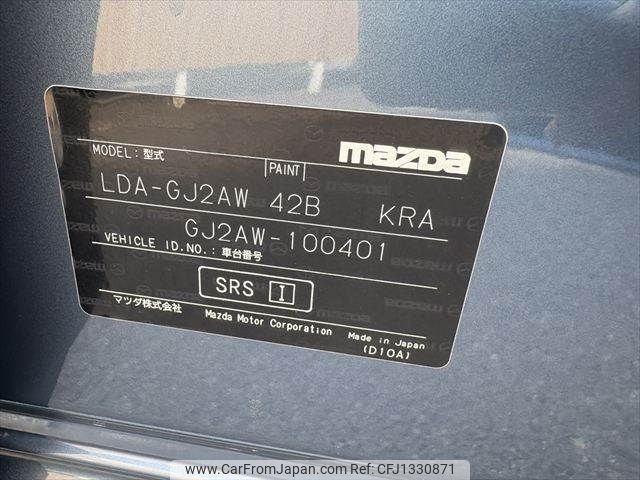 mazda
MODEL: 型式
PAINT
LDA-GJ2AW 42B KRA
GJ2AW-100401
VEHICLE ID.NO.: 車台番号
SRS I
マツダ株式会社 Mazda Motor Corporation Made in Japan
(D10A)
www.CarFromJapan.com - CFJ1330871